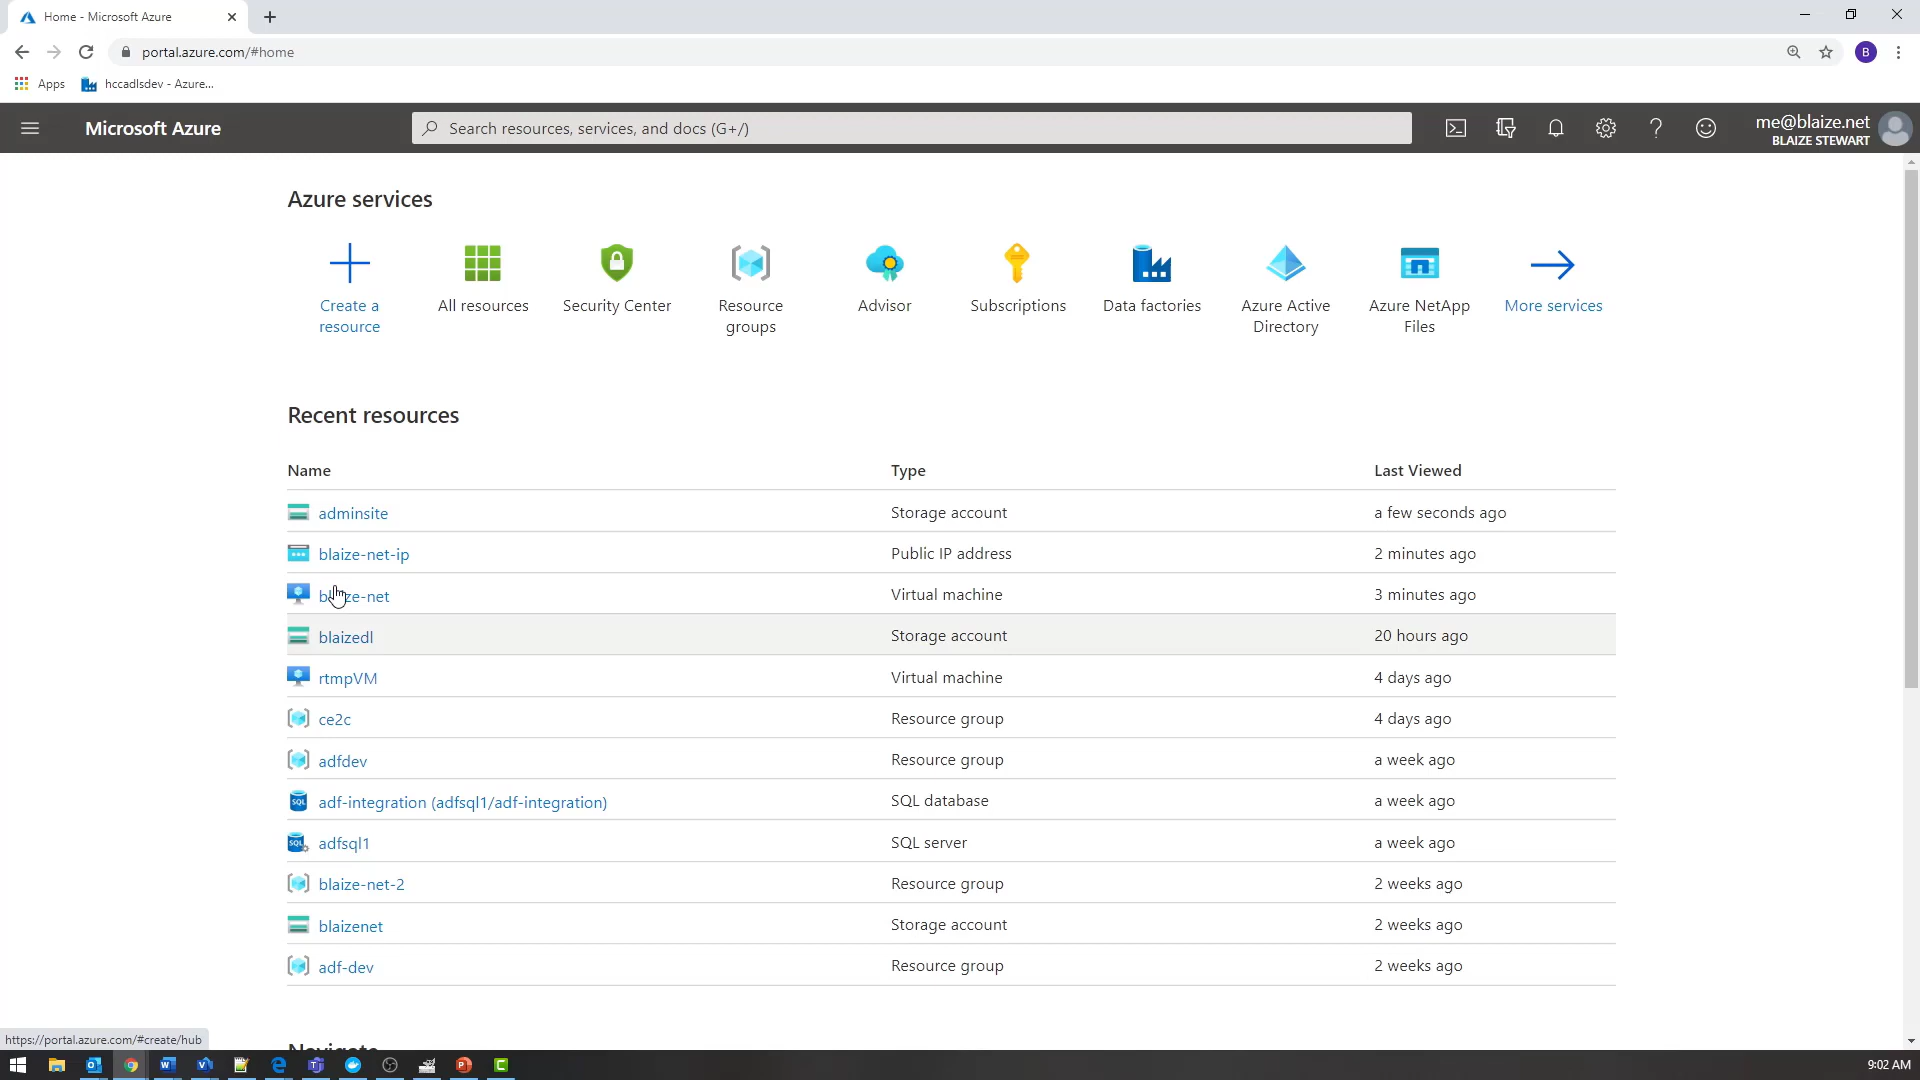 Home - Microsoft Azure
portal.azure.com/#home
B
Apps
hccadlsdev - Azure...
Microsoft Azure
Search resources, services, and docs (G+/)
me@blaize.net
BLAIZE STEWART
Azure services
Create a resource
All resources
Security Center
Resource groups
Advisor
Subscriptions
Data factories
Azure Active Directory
Azure NetApp Files
More services
Recent resources
Name Type Last Viewed
adminsite Storage account a few seconds ago
blaize-net-ip Public IP address 2 minutes ago
blaize-net Virtual machine 3 minutes ago
blaizedl Storage account 20 hours ago
rtmpVM Virtual machine 4 days ago
ce2c Resource group 4 days ago
adfdev Resource group a week ago
adf-integration (adfsql1/adf-integration) SQL database a week ago
adfsql1 SQL server a week ago
blaize-net-2 Resource group 2 weeks ago
blaizenet Storage account 2 weeks ago
adf-dev Resource group 2 weeks ago
Navigate
https://portal.azure.com/#create/hub
9:02 AM